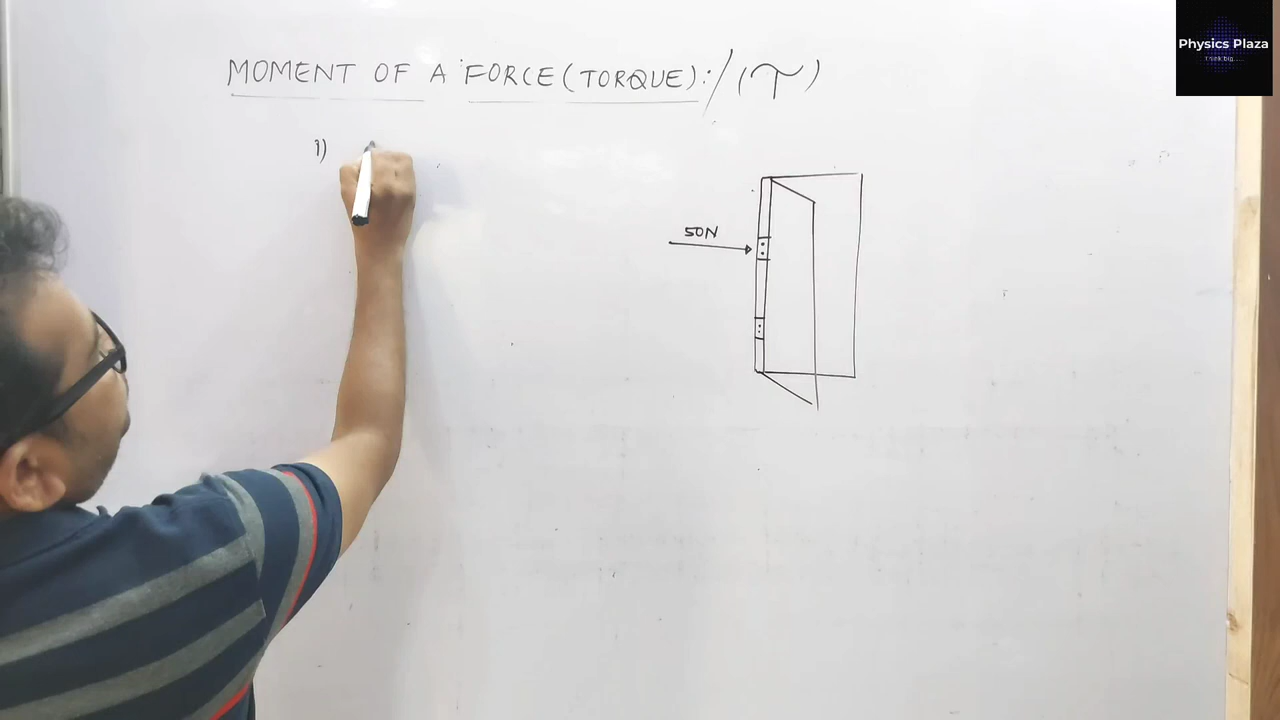 MOMENT OF A FORCE (TORQUE):/(τ)
1)
50N
Physics Plaza